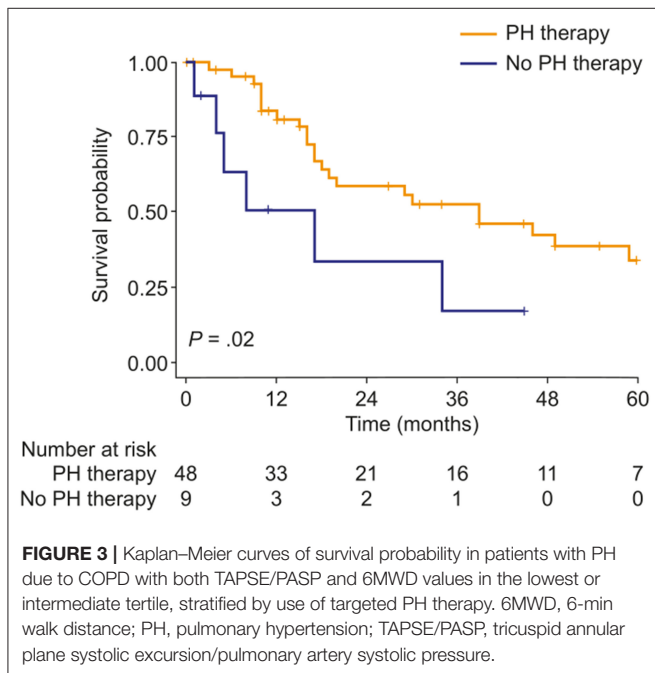 PH therapy
No PH therapy
1.00
0.75
0.50
0.25
0.00
Survival probability
P = .02
0 12 24 36 48 60
Time (months)
Number at risk
PH therapy 48 33 21 16 11 7
No PH therapy 9 3 2 1 0 0
FIGURE 3 | Kaplan–Meier curves of survival probability in patients with PH
due to COPD with both TAPSE/PASP and 6MWD values in the lowest or
intermediate tertile, stratified by use of targeted PH therapy. 6MWD, 6-min
walk distance; PH, pulmonary hypertension; TAPSE/PASP, tricuspid annular
plane systolic excursion/pulmonary artery systolic pressure.